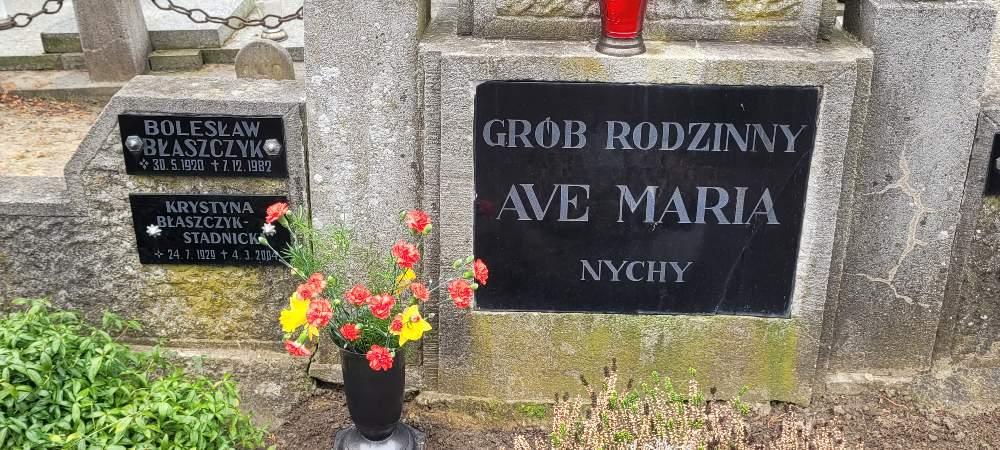 BOLESŁAW
BŁASZCZYK
✧ 30.5.1920 ✝ 7.12.1982
KRYSTYNA
BŁASZCZYK-
STADNICK
✧ 24.7.1929 ✝ 4.3.2004
GRÓB RODZINNY
AVE MARIA
NYCHY